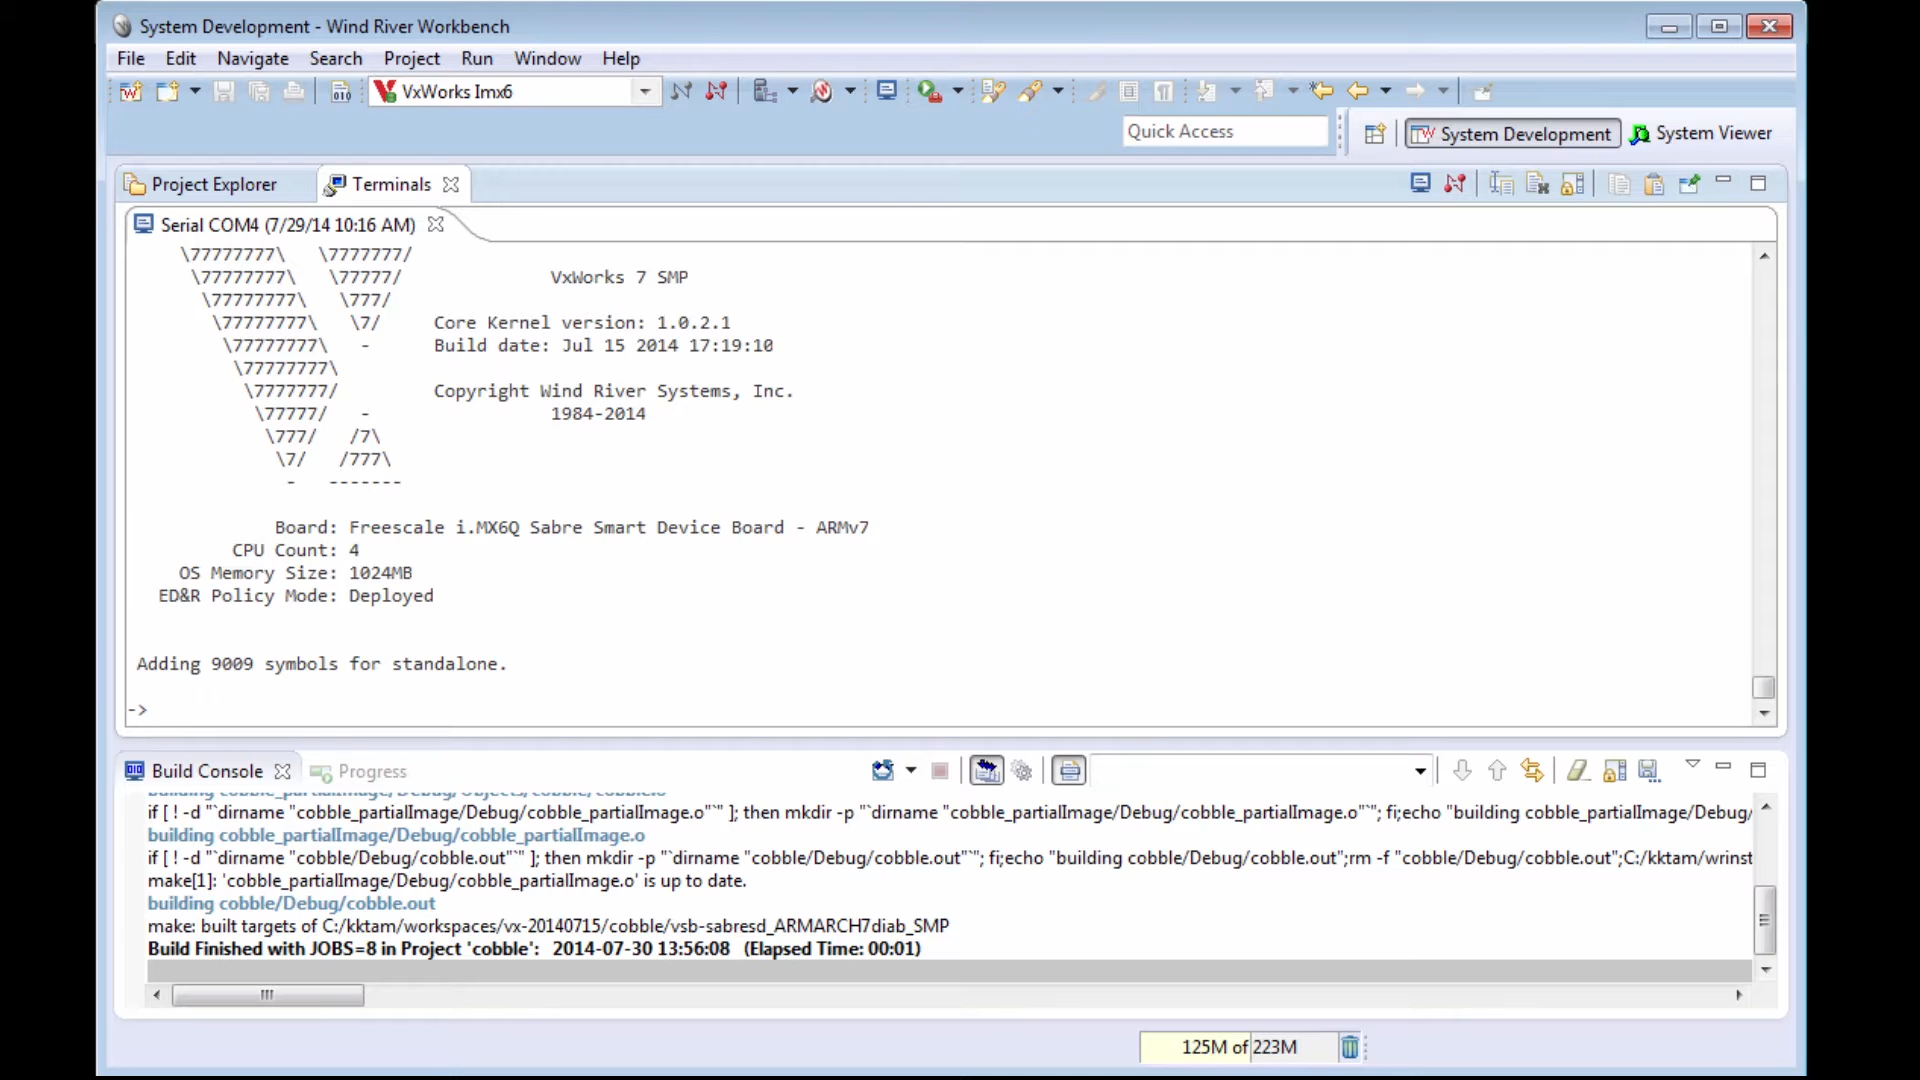 System Development - Wind River Workbench
File Edit Navigate Search Project Run Window Help
VxWorks Imx6
Quick Access
System Development
System Viewer
Project Explorer
Terminals
Serial COM4 (7/29/14 10:16 AM)
\77777777\   \7777777/
\77777777\   \77777/              VxWorks 7 SMP
\77777777\   \777/
\77777777\   \7/     Core Kernel version: 1.0.2.1
\77777777\   -      Build date: Jul 15 2014 17:19:10
\77777777\
\7777777/         Copyright Wind River Systems, Inc.
\77777/   -                 1984-2014
\777/   /7\
\7/   /777\
-   -------
Board: Freescale i.MX6Q Sabre Smart Device Board - ARMv7
CPU Count: 4
OS Memory Size: 1024MB
ED&R Policy Mode: Deployed
Adding 9009 symbols for standalone.
->
Build Console
Progress
building cobble_partialImage/Debug/Objects/cobble/cobble.o
if [ ! -d "`dirname "cobble_partialImage/Debug/cobble_partialImage.o"`" ]; then mkdir -p "`dirname "cobble_partialImage/Debug/cobble_partialImage.o"`"; fi;echo "building cobble_partialImage/Debug/
building cobble_partialImage/Debug/cobble_partialImage.o
if [ ! -d "`dirname "cobble/Debug/cobble.out"`" ]; then mkdir -p "`dirname "cobble/Debug/cobble.out"`"; fi;echo "building cobble/Debug/cobble.out";rm -f "cobble/Debug/cobble.out";C:/kktam/wrinst
make[1]: 'cobble_partialImage/Debug/cobble_partialImage.o' is up to date.
building cobble/Debug/cobble.out
make: built targets of C:/kktam/workspaces/vx-20140715/cobble/vsb-sabresd_ARMARCH7diab_SMP
Build Finished with JOBS=8 in Project 'cobble':   2014-07-30 13:56:08   (Elapsed Time: 00:01)
125M of 223M